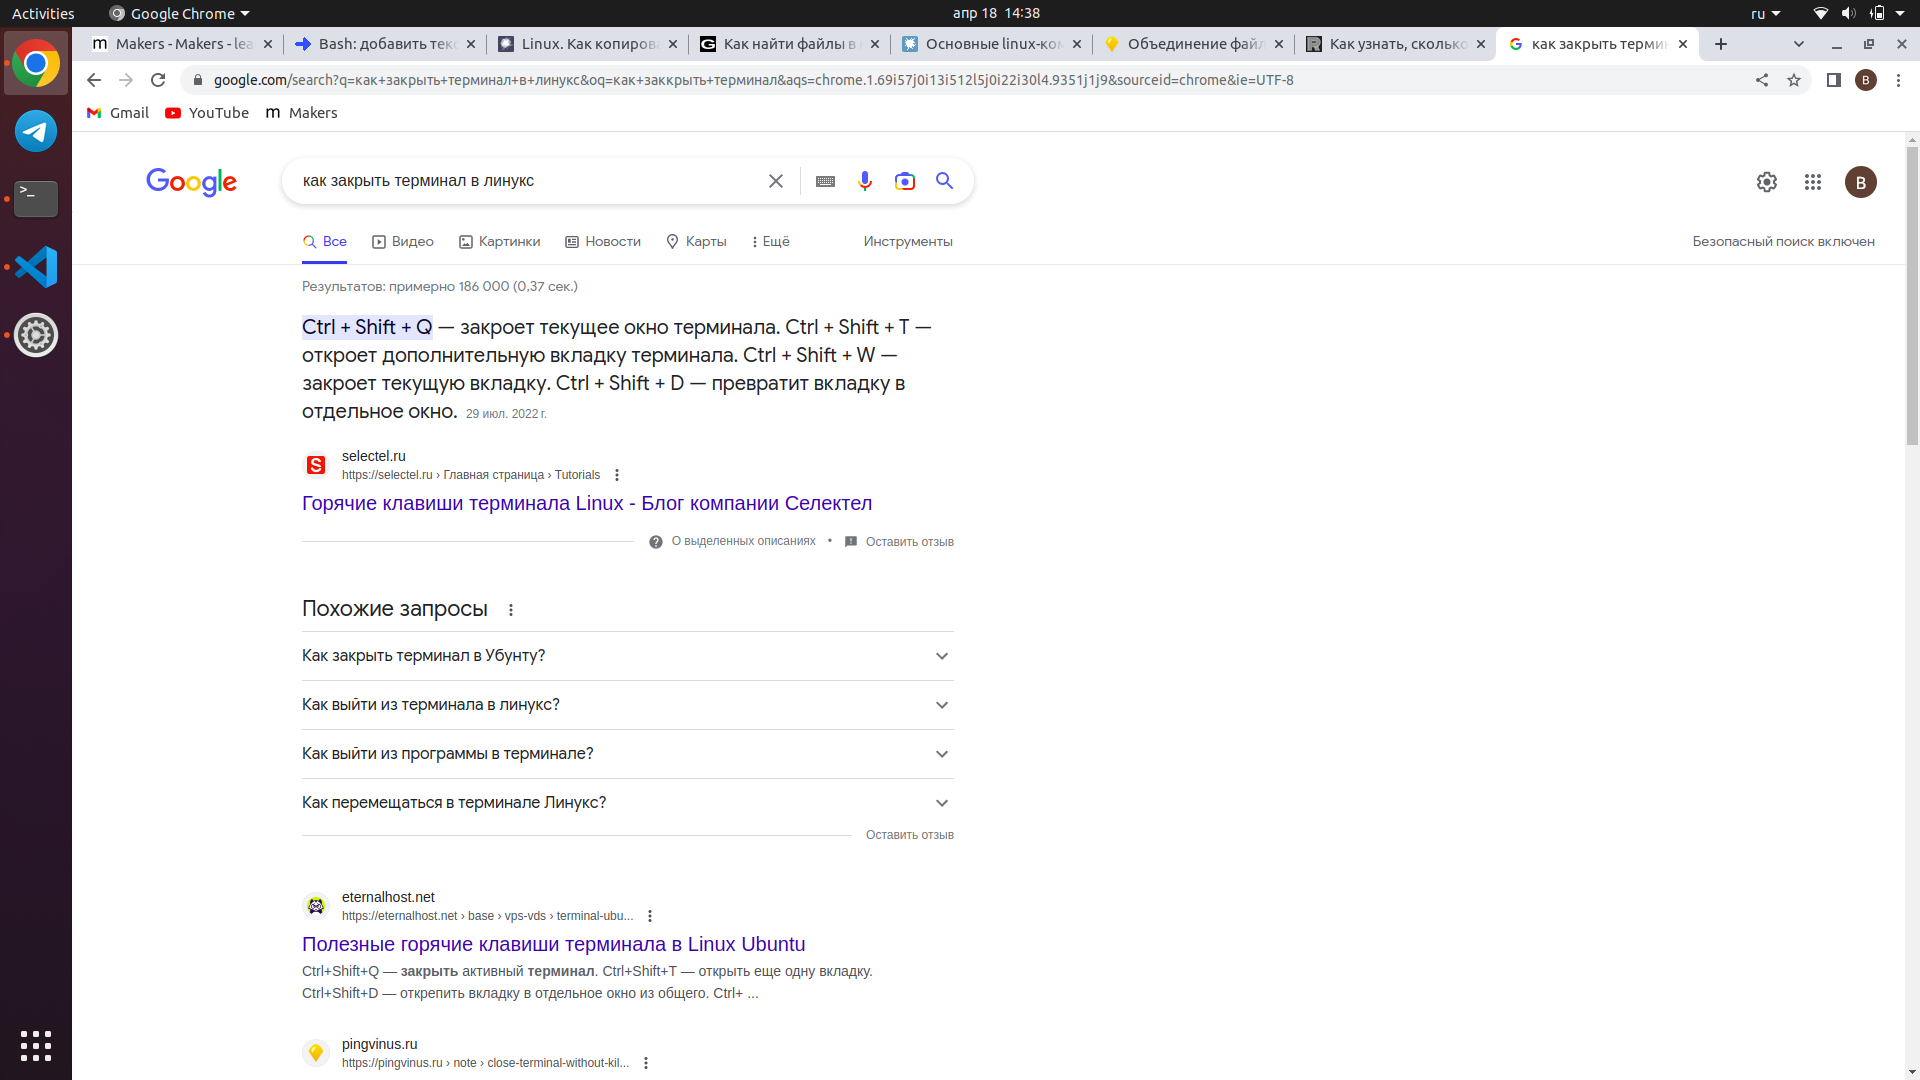 Activities
Google Chrome
апр 18 14:38
ru
Makers - Makers - lea
Bash: добавить текс
Linux. Как копирова
Как найти файлы в
Основные linux-ком
Объединение файл
Как узнать, сколько
как закрыть терми
google.com/search?q=как+закрыть+терминал+в+линукс&oq=как+заккрыть+терминал&aqs=chrome.1.69i57j0i13i512l5j0i22i30l4.9351j1j9&sourceid=chrome&ie=UTF-8
B
Gmail
YouTube
m Makers
Google
как закрыть терминал в линукс
B
Все
Видео
Картинки
Новости
Карты
Ещё
Инструменты
Безопасный поиск включен
Результатов: примерно 186 000 (0,37 сек.)
Ctrl + Shift + Q — закроет текущее окно терминала. Ctrl + Shift + T —
откроет дополнительную вкладку терминала. Ctrl + Shift + W —
закроет текущую вкладку. Ctrl + Shift + D — превратит вкладку в
отдельное окно. 29 июл. 2022 г.
selectel.ru
https://selectel.ru › Главная страница › Tutorials
Горячие клавиши терминала Linux - Блог компании Селектел
О выделенных описаниях • Оставить отзыв
Похожие запросы
Как закрыть терминал в Убунту?
Как выйти из терминала в линукс?
Как выйти из программы в терминале?
Как перемещаться в терминале Линукс?
Оставить отзыв
eternalhost.net
https://eternalhost.net › base › vps-vds › terminal-ubu...
Полезные горячие клавиши терминала в Linux Ubuntu
Ctrl+Shift+Q — закрыть активный терминал. Ctrl+Shift+T — открыть еще одну вкладку.
Ctrl+Shift+D — открепить вкладку в отдельное окно из общего. Ctrl+ ...
pingvinus.ru
https://pingvinus.ru › note › close-terminal-without-kil...